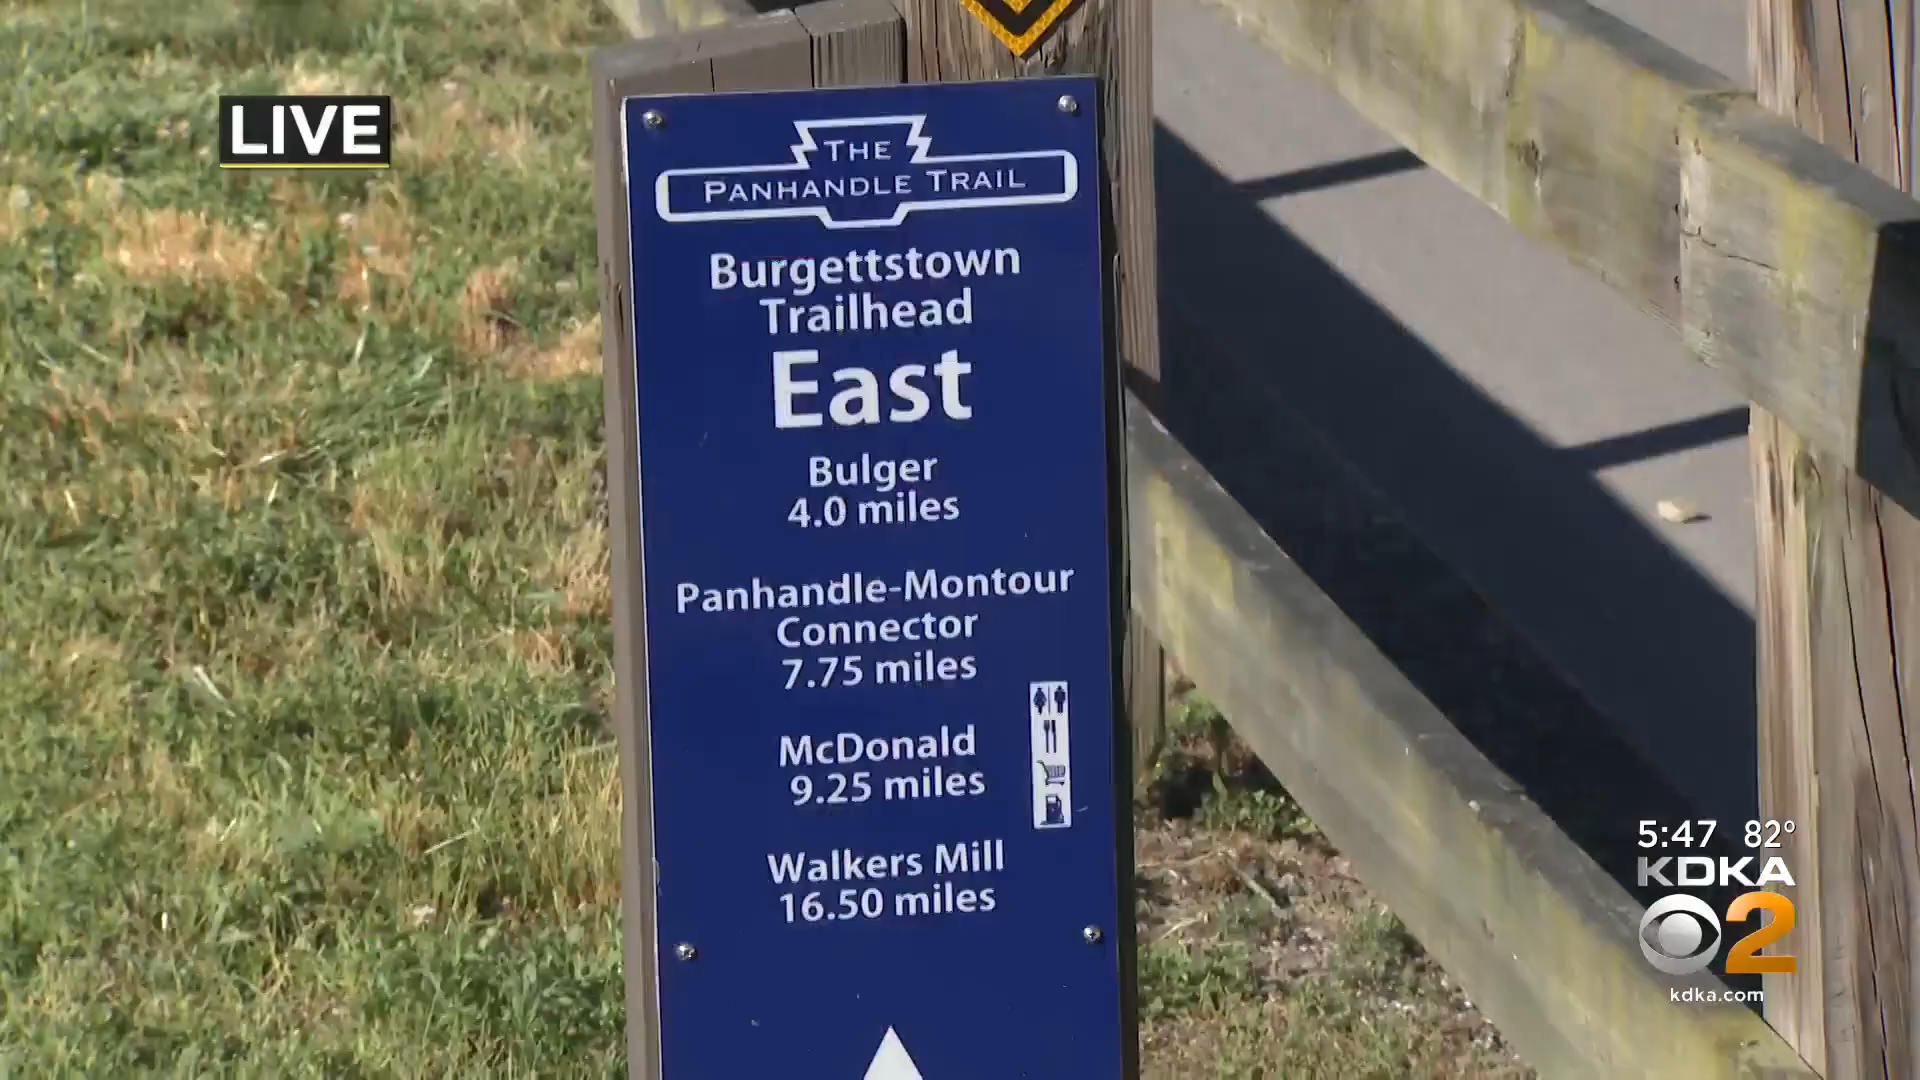 LIVE
THE
PANHANDLE TRAIL
Burgettstown
Trailhead
East
Bulger
4.0 miles
Panhandle-Montour
Connector
7.75 miles
McDonald
9.25 miles
Walkers Mill
16.50 miles
5:47 82°
KDKA
2
kdka.com